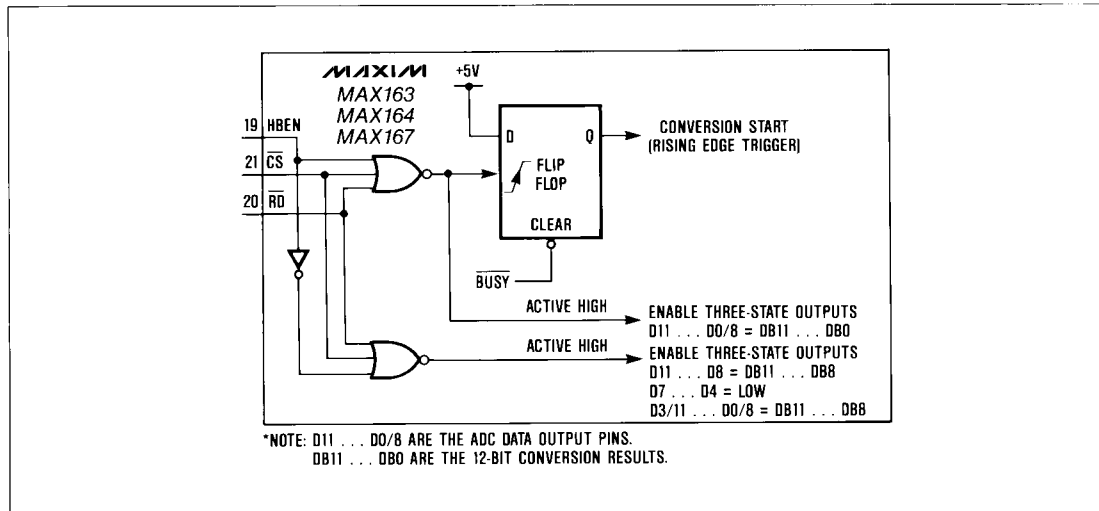 MAXIM
MAX163
MAX164
MAX167
+5V
19 HBEN
21 CS
20 RD
D Q
FLIP
FLOP
CLEAR
BUSY
CONVERSION START
(RISING EDGE TRIGGER)
ACTIVE HIGH
ENABLE THREE-STATE OUTPUTS
D11 . . . D0/8 = DB11 . . . DB0
ACTIVE HIGH
ENABLE THREE-STATE OUTPUTS
D11 . . . D8 = DB11 . . . DB8
D7 . . . D4 = LOW
D3/11 . . . D0/8 = DB11 . . . DB8
*NOTE: D11 . . . D0/8 ARE THE ADC DATA OUTPUT PINS.
DB11 . . . DB0 ARE THE 12-BIT CONVERSION RESULTS.